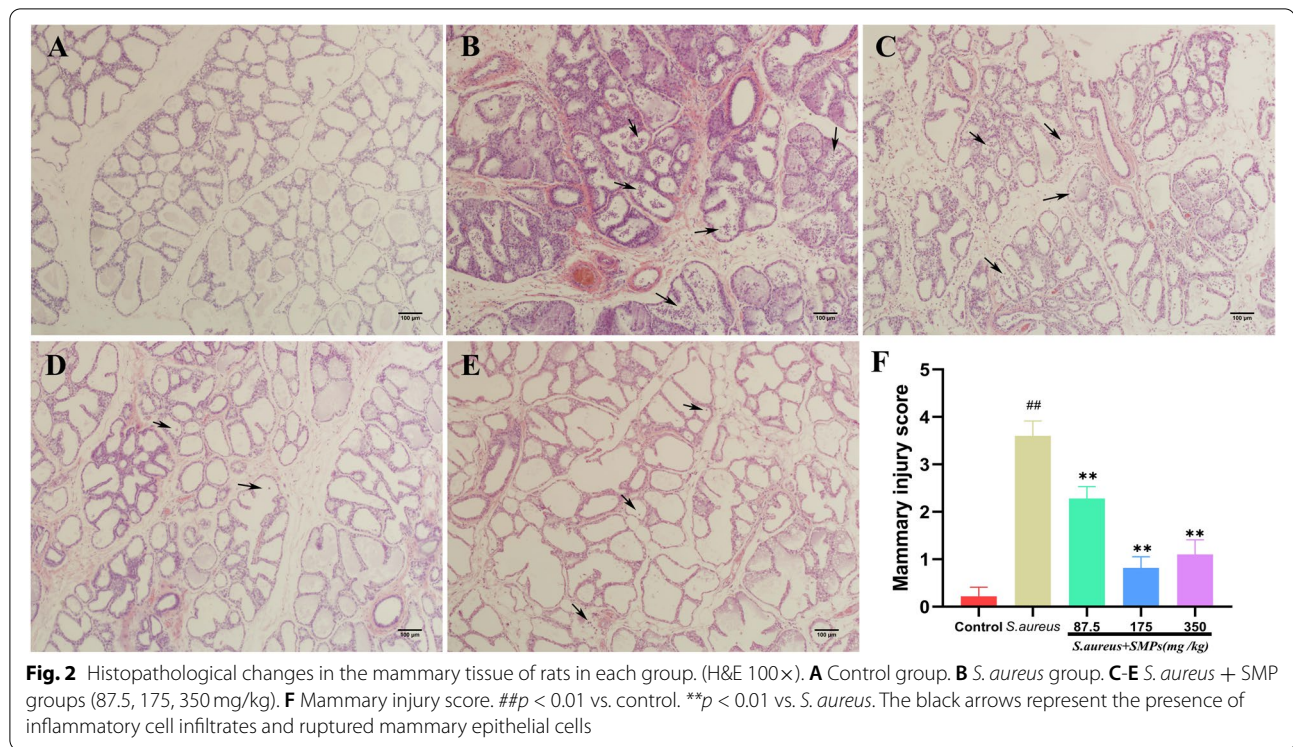 A
B
C
100 µm
100 µm
100 µm
D
E
100 µm
100 µm
F
Mammary injury score
5
4
3
2
1
0
##
**
**
**
Control S.aureus 87.5 175 350
S.aureus+SMPs(mg /kg)
Fig. 2 Histopathological changes in the mammary tissue of rats in each group. (H&E 100×). A Control group. B S. aureus group. C-E S. aureus + SMP
groups (87.5, 175, 350 mg/kg). F Mammary injury score. ##p < 0.01 vs. control. **p < 0.01 vs. S. aureus. The black arrows represent the presence of
inflammatory cell infiltrates and ruptured mammary epithelial cells